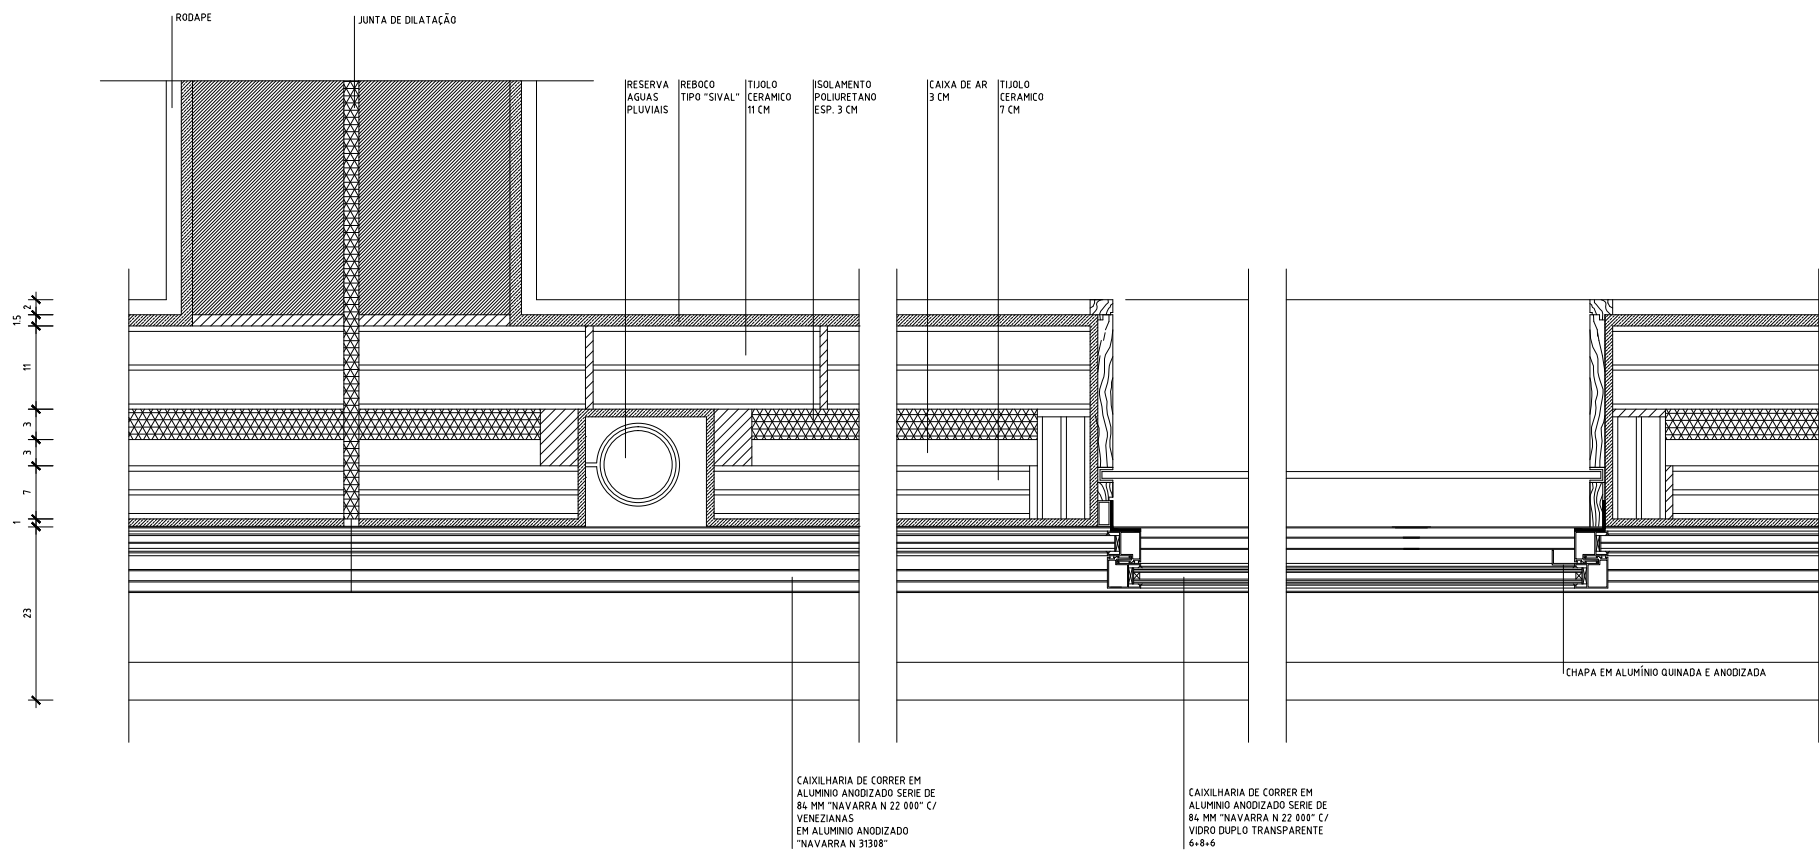 RODAPE
JUNTA DE DILATAÇÃO
RESERVA
AGUAS
PLUVIAIS
REBOCO
TIPO "SIVAL"
TIJOLO
CERAMICO
11 CM
ISOLAMENTO
POLIURETANO
ESP. 3 CM
CAIXA DE AR
3 CM
TIJOLO
CERAMICO
7 CM
2
1.5
11
3
3
7
1
23
CHAPA EM ALUMÍNIO QUINADA E ANODIZADA
CAIXILHARIA DE CORRER EM
ALUMINIO ANODIZADO SERIE DE
84 MM "NAVARRA N 22 000" C/
VENEZIANAS
EM ALUMINIO ANODIZADO
"NAVARRA N 31308"
CAIXILHARIA DE CORRER EM
ALUMINIO ANODIZADO SERIE DE
84 MM "NAVARRA N 22 000" C/
VIDRO DUPLO TRANSPARENTE
6+8+6